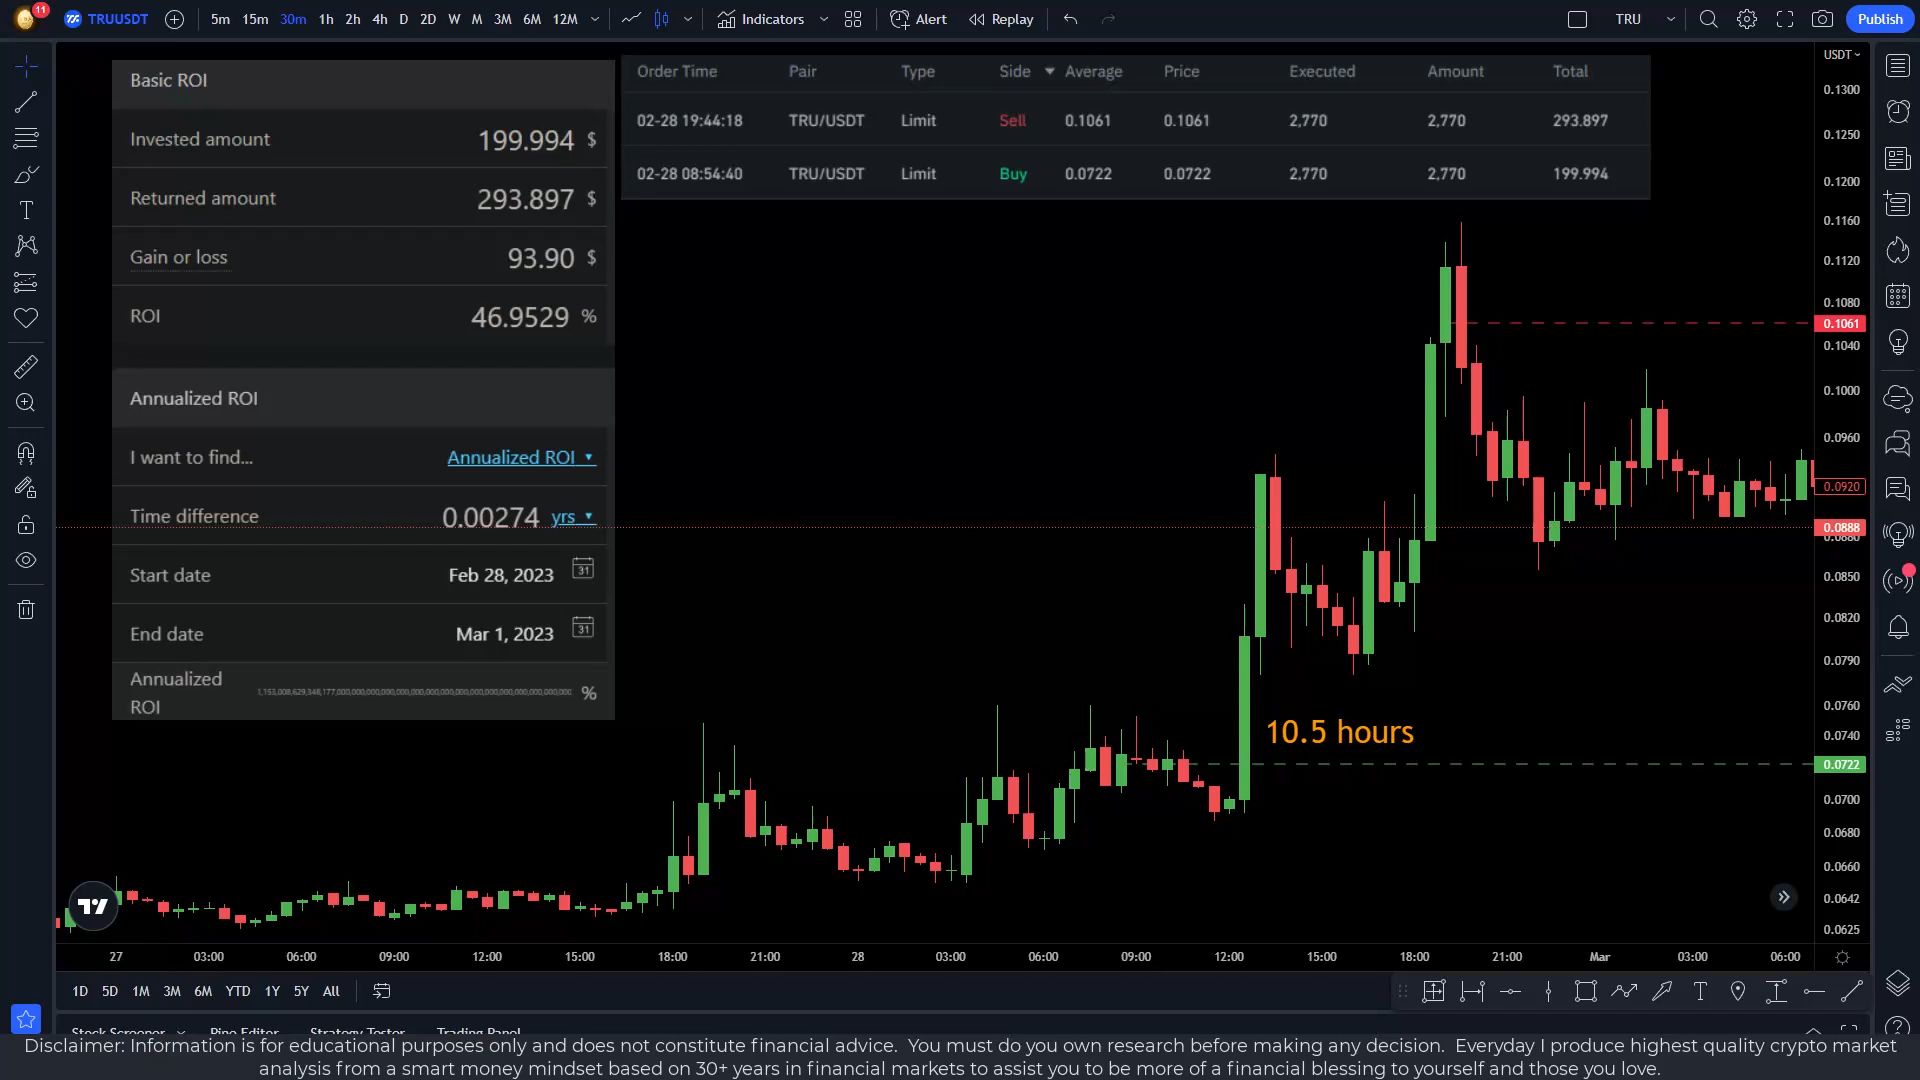 11
TRUUSDT
5m 15m 30m 1h 2h 4h D 2D W M 3M 6M 12M
Indicators
Alert
Replay
TRU
Publish
Basic ROI
Invested amount 199.994 $
Returned amount 293.897 $
Gain or loss 93.90 $
ROI 46.9529 %
Annualized ROI
I want to find... Annualized ROI
Time difference 0.00274 yrs
Start date Feb 28, 2023 31
End date Mar 1, 2023 31
Annualized
ROI
%
Order Time Pair Type Side Average Price Executed Amount Total
02-28 19:44:18 TRU/USDT Limit Sell 0.1061 0.1061 2,770 2,770 293.897
02-28 08:54:40 TRU/USDT Limit Buy 0.0722 0.0722 2,770 2,770 199.994
10.5 hours
USDT
0.1300
0.1250
0.1200
0.1160
0.1120
0.1080
0.1061
0.1040
0.1000
0.0960
0.0920
0.0888
0.0880
0.0850
0.0820
0.0790
0.0760
0.0740
0.0722
0.0700
0.0680
0.0660
0.0642
0.0625
27 03:00 06:00 09:00 12:00 15:00 18:00 21:00 28 03:00 06:00 09:00 12:00 15:00 18:00 21:00 Mar 03:00 06:00
1D 5D 1M 3M 6M YTD 1Y 5Y All
Stock Screener Pine Editor Strategy Tester Trading Panel
Disclaimer: Information is for educational purposes only and does not constitute financial advice. You must do you own research before making any decision. Everyday I produce highest quality crypto market
analysis from a smart money mindset based on 30+ years in financial markets to assist you to be more of a financial blessing to yourself and those you love.